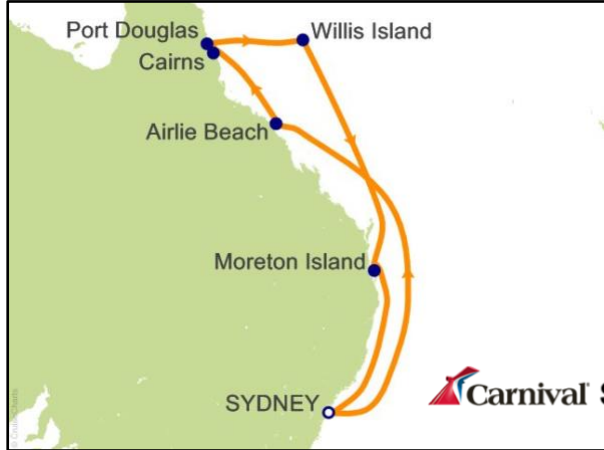 Port Douglas
Willis Island
Cairns
Airlie Beach
Moreton Island
SYDNEY
Carnival S